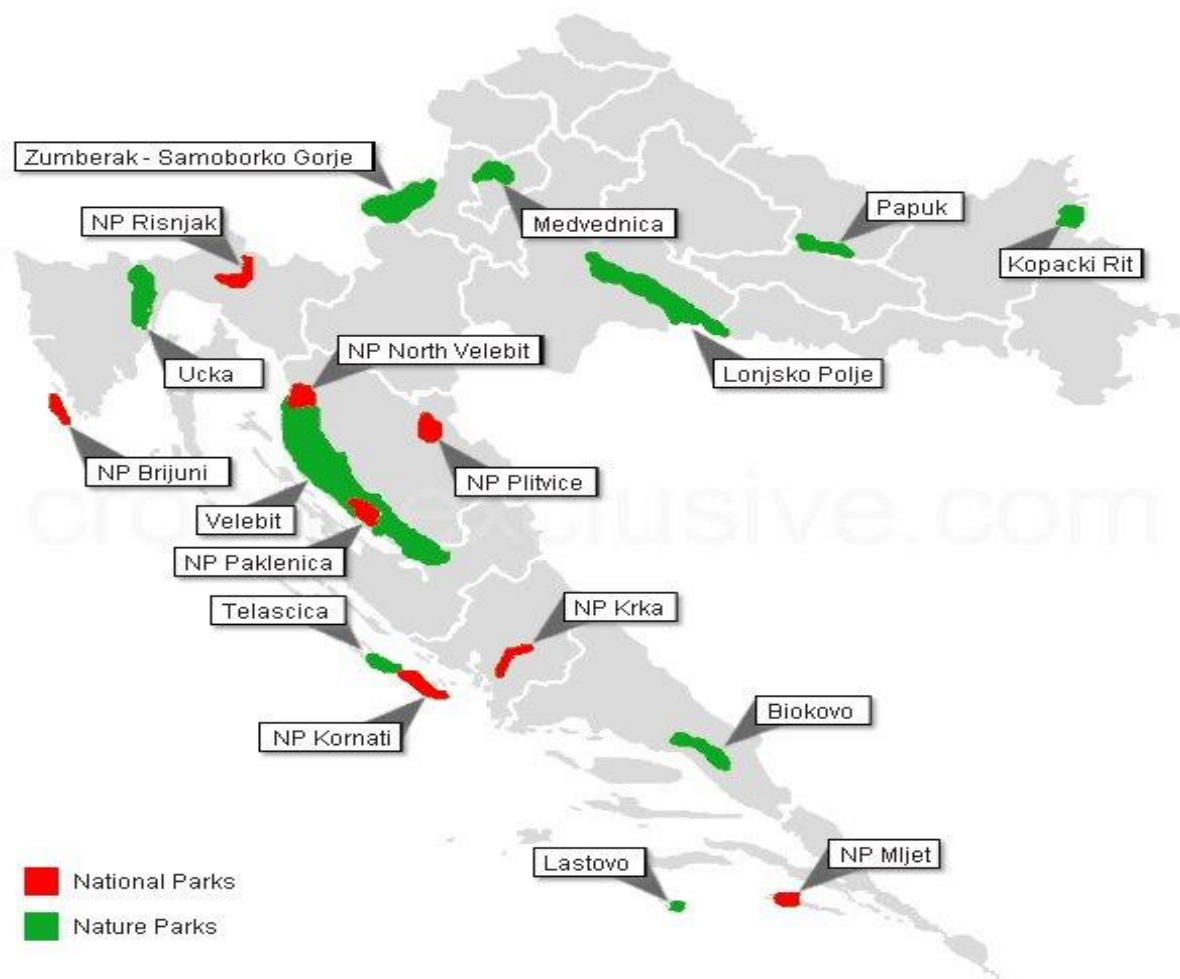 Zumberak - Samoborko Gorje
NP Risnjak
Medvednica
Papuk
Kopacki Rit
Ucka
NP North Velebit
Lonjsko Polje
NP Brijuni
NP Plitvice
Velebit
NP Paklenica
Telascica
NP Krka
NP Kornati
Biokovo
Lastovo
NP Mljet
National Parks
Nature Parks